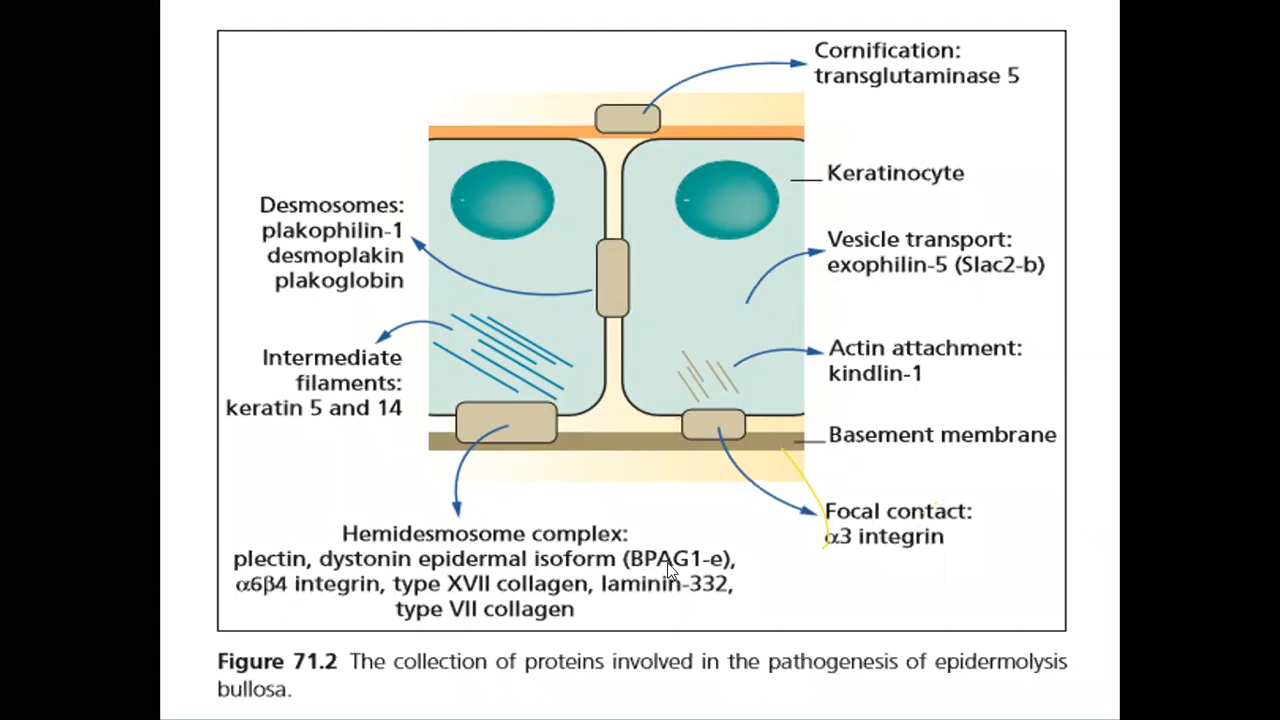 Cornification:
transglutaminase 5
Keratinocyte
Desmosomes:
plakophilin-1
desmoplakin
plakoglobin
Vesicle transport:
exophilin-5 (Slac2-b)
Intermediate
filaments:
keratin 5 and 14
Actin attachment:
kindlin-1
Basement membrane
Focal contact:
α3 integrin
Hemidesmosome complex:
plectin, dystonin epidermal isoform (BPAG1-e),
α6β4 integrin, type XVII collagen, laminin-332,
type VII collagen
Figure 71.2 The collection of proteins involved in the pathogenesis of epidermolysis
bullosa.